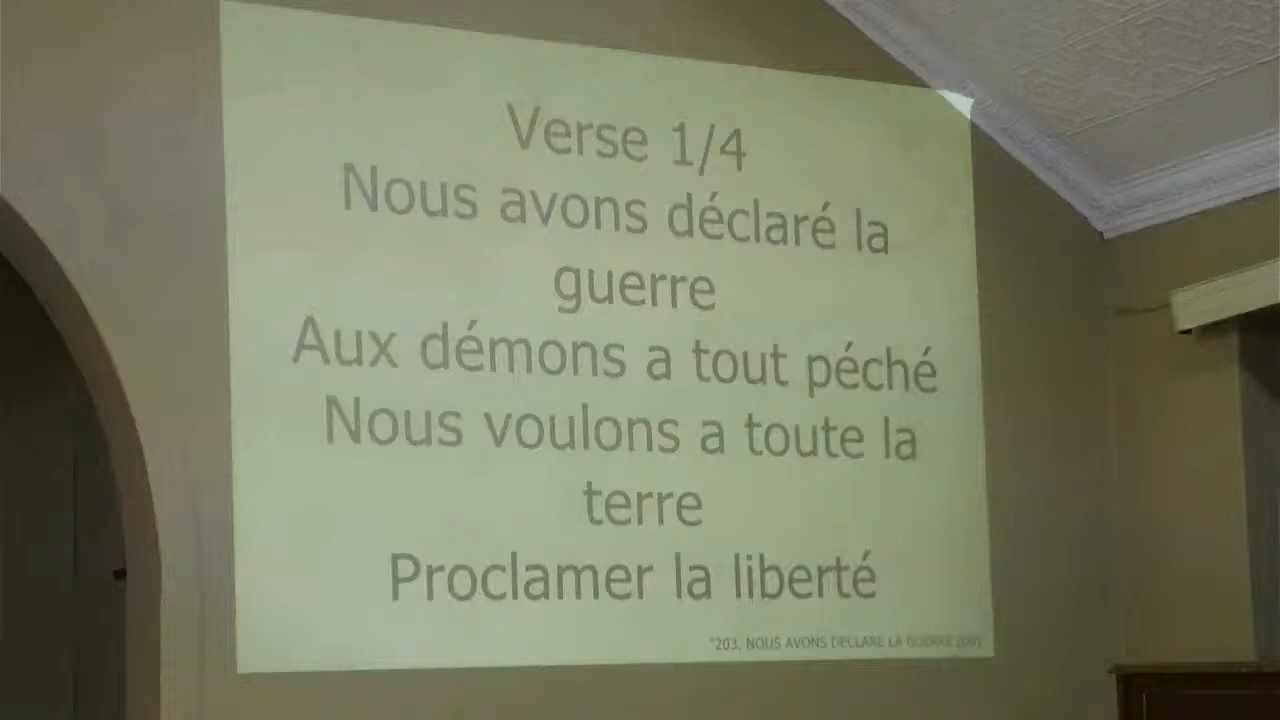 Verse 1/4
Nous avons déclaré la
guerre
Aux démons a tout péché
Nous voulons a toute la
terre
Proclamer la liberté
"203. NOUS AVONS DECLARE LA GUERRE